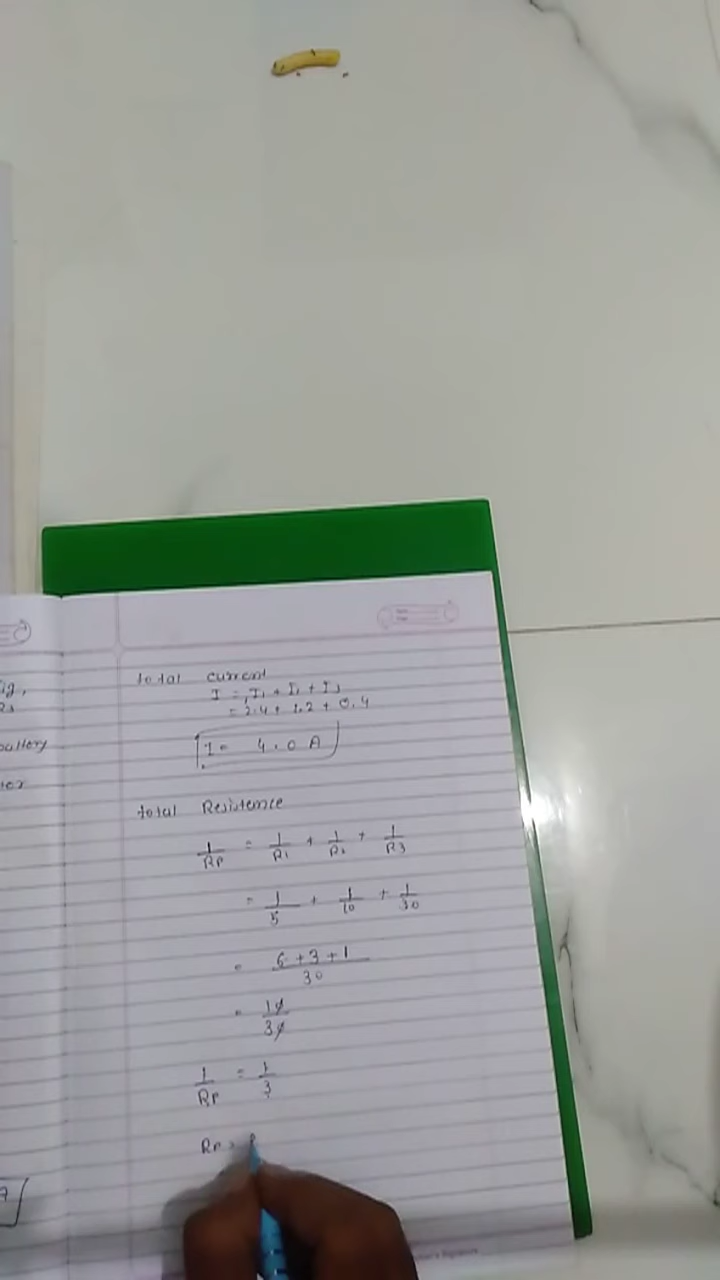 total current
I = I₁ + I₂ + I₃
= 2.4 + 1.2 + 0.4
I = 4.0 A
total Resistence
1/RP = 1/R1 + 1/R2 + 1/R3
= 1/5 + 1/10 + 1/30
= 6+3+1/30
= 10/30
1/RP = 1/3
RP =